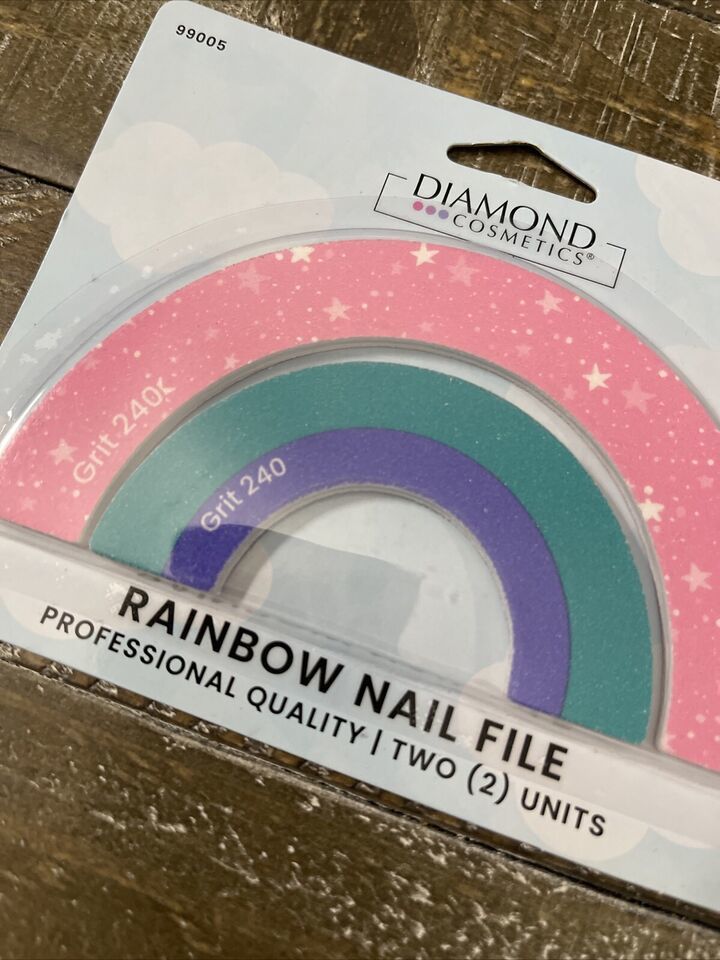 99005
DIAMOND
COSMETICS®
Grit 240
Grit 240
RAINBOW NAIL FILE
PROFESSIONAL QUALITY | TWO (2) UNITS